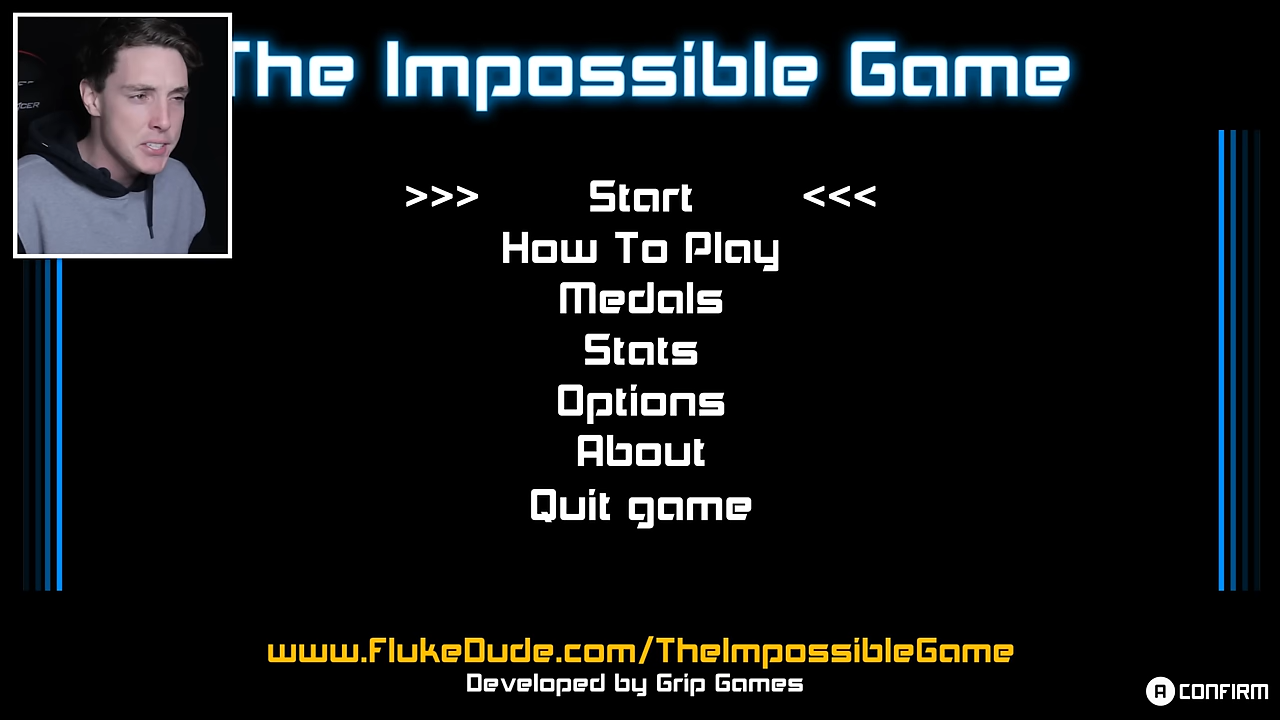 The Impossible Game
>>> Start <<<
How To Play
Medals
Stats
Options
About
Quit game
www.FlukeDude.com/TheImpossibleGame
Developed by Grip Games
A CONFIRM